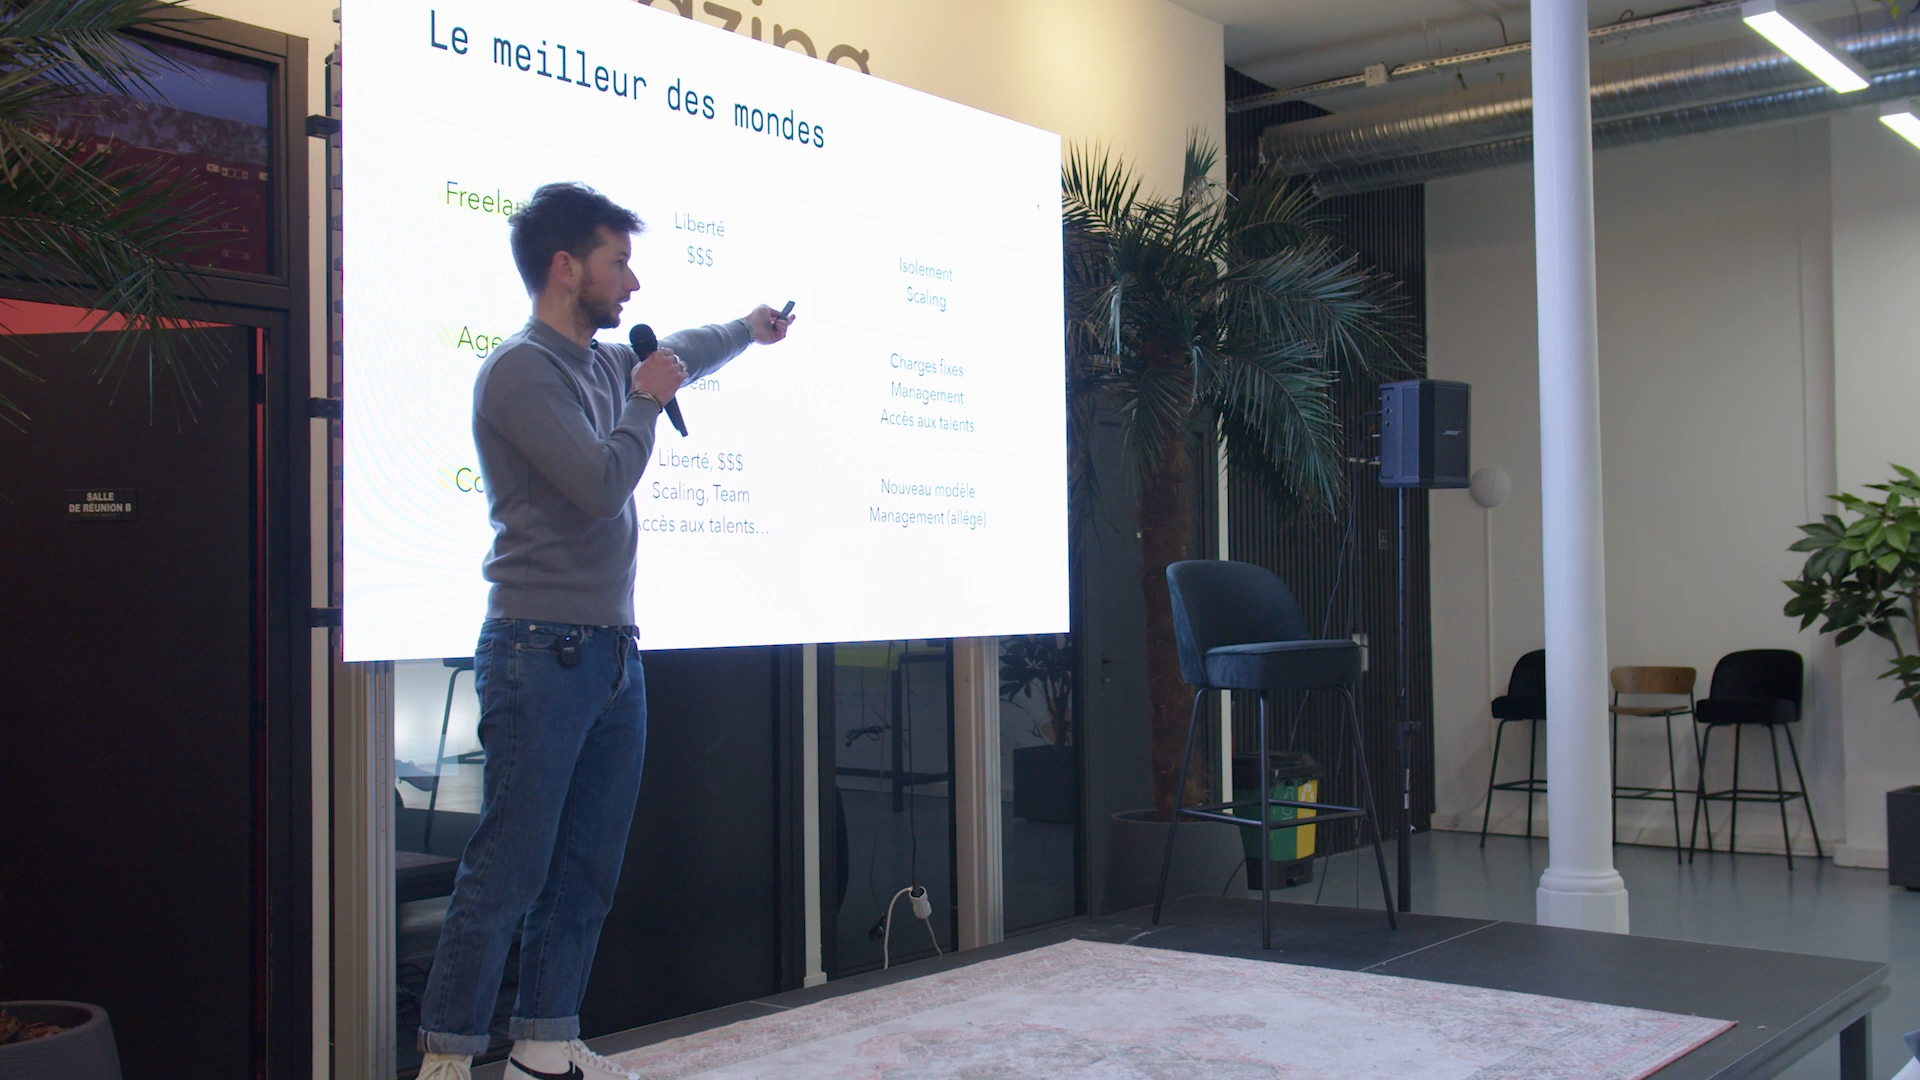 Le meilleur des mondes
Liberté
$$$
Isolement
Scaling
Charges fixes
Management
Accès aux talents
Liberté, $$$
Scaling, Team
aux talents...
Nouveau modèle
Management (allégé)
SALLE
DE RÉUNION B
BOSE